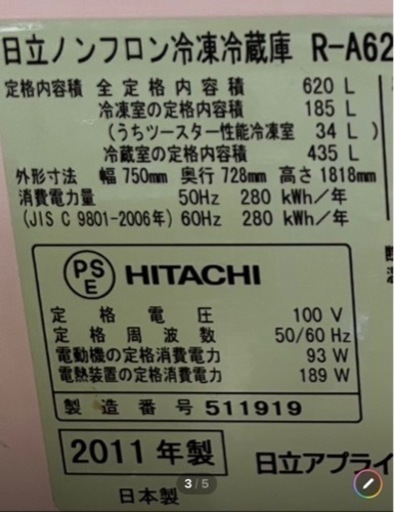 日立ノンフロン冷凍冷蔵庫 R-A62
定格内容積 全定格内容積 620 L
冷凍室の定格内容積 185 L
(うちツースター性能冷凍室 34 L)
冷蔵室の定格内容積 435 L
外形寸法 幅 750mm 奥行 728mm 高さ 1818mm
消費電力量 50Hz 280 kWh/年
(JIS C 9801-2006年) 60Hz 280 kWh/年
PS
E HITACHI
定格電圧 100 V
定格周波数 50/60 Hz
電動機の定格消費電力 93 W
電熱装置の定格消費電力 189 W
製造番号 511919
2011年製 日立アプライ
3/5
日本製